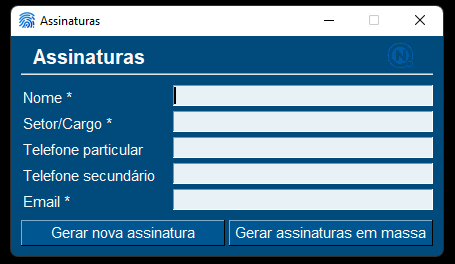 Assinaturas
Assinaturas
Nome *
Setor/Cargo *
Telefone particular
Telefone secundário
Email *
Gerar nova assinatura Gerar assinaturas em massa